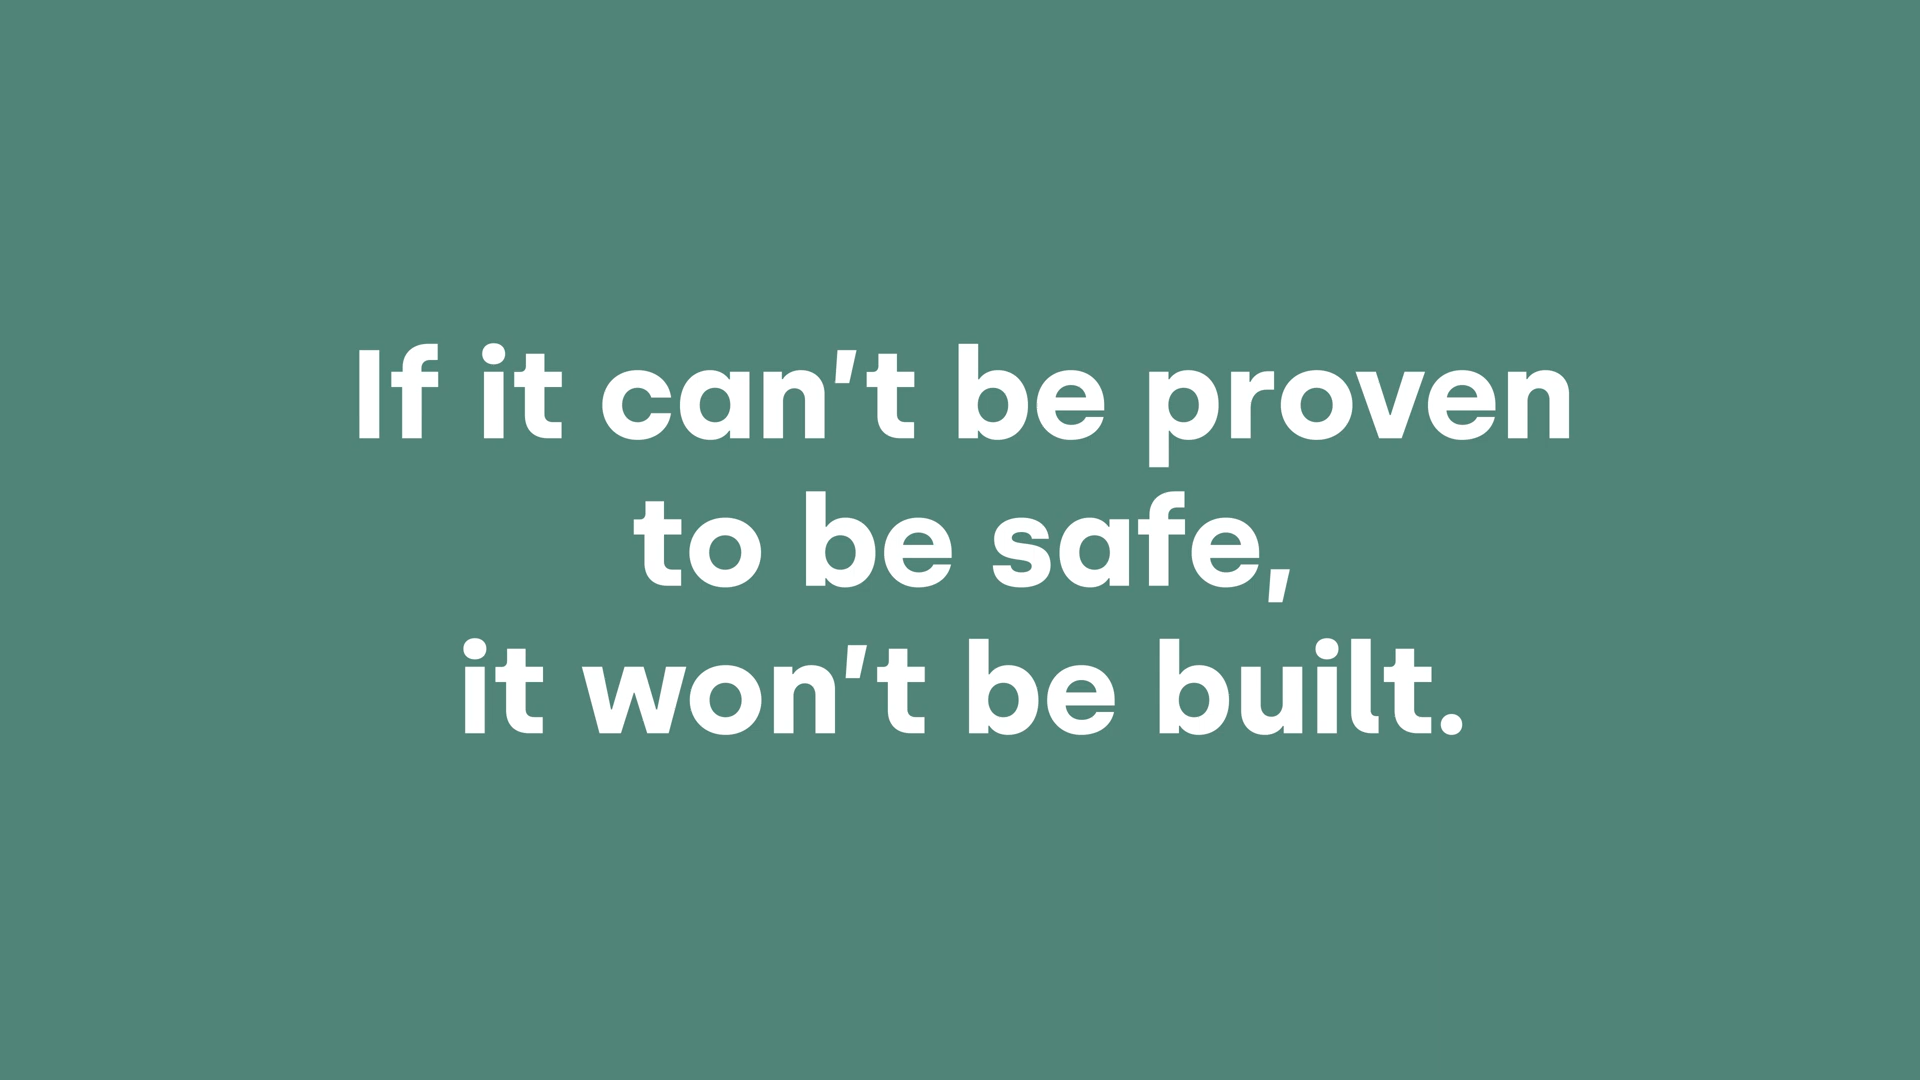 If it can’t be proven
to be safe,
it won’t be built.